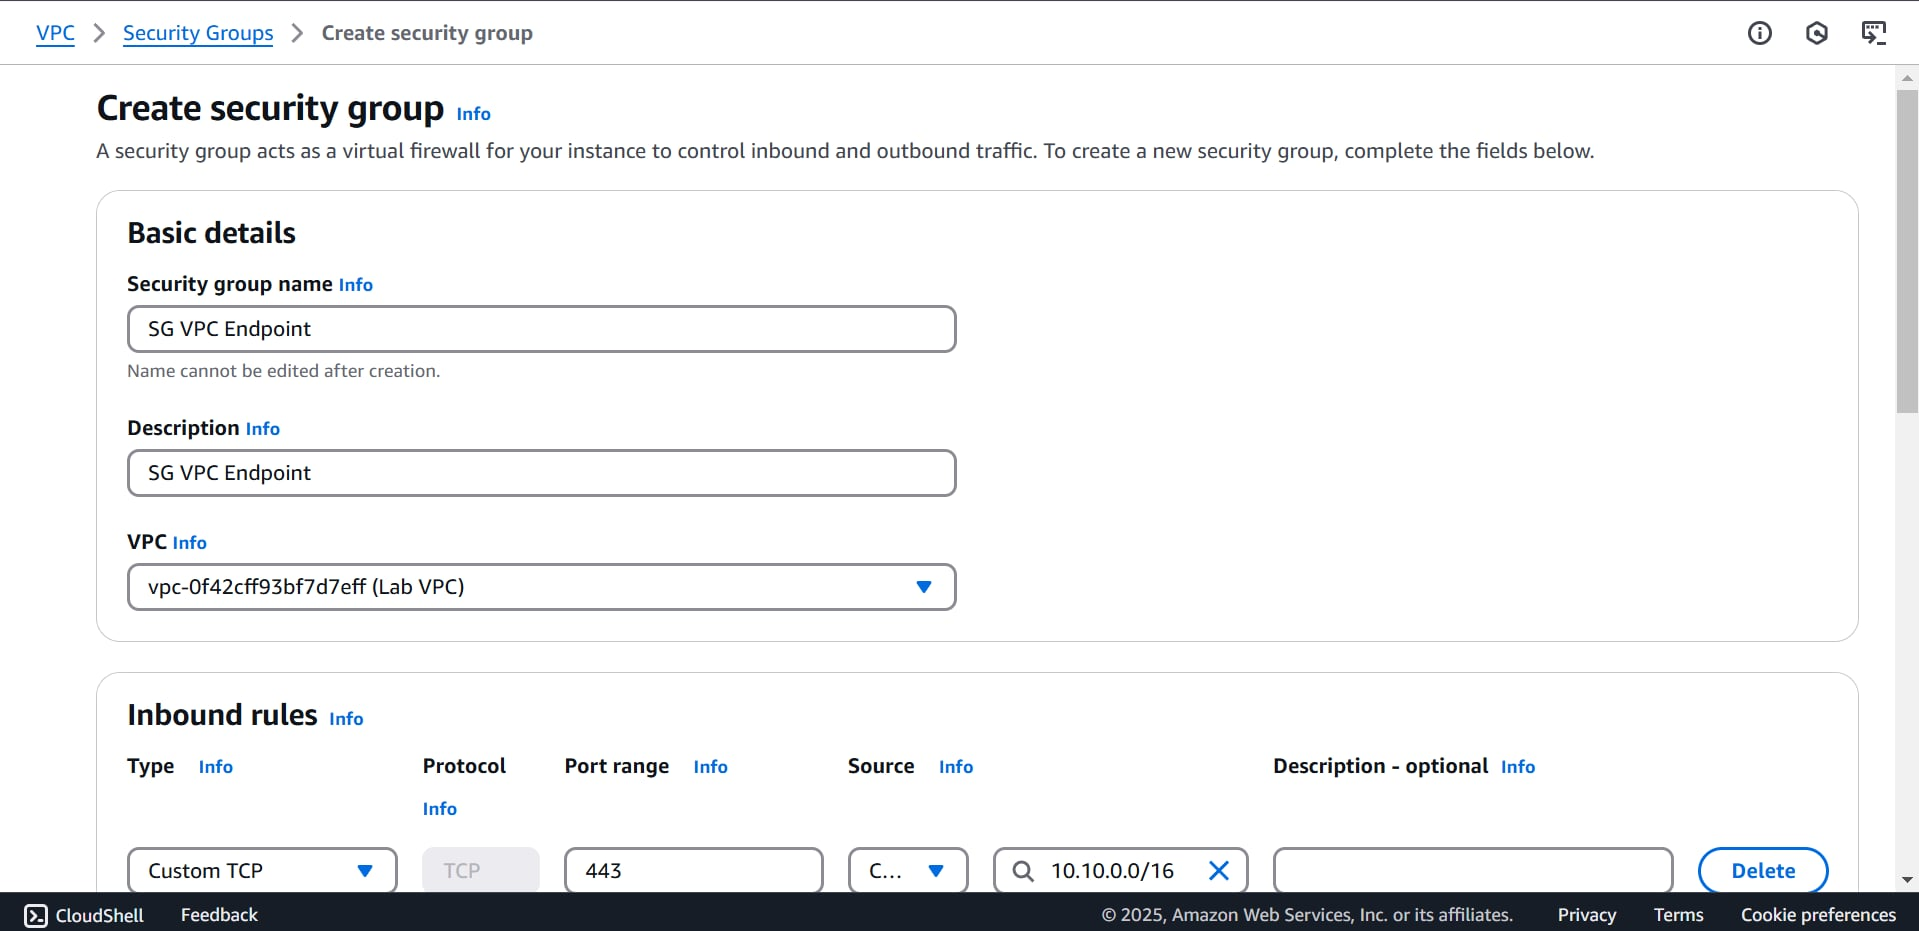 VPC > Security Groups > Create security group
Create security group Info
A security group acts as a virtual firewall for your instance to control inbound and outbound traffic. To create a new security group, complete the fields below.
Basic details
Security group name Info
SG VPC Endpoint
Name cannot be edited after creation.
Description Info
SG VPC Endpoint
VPC Info
vpc-0f42cff93bf7d7eff (Lab VPC)
Inbound rules Info
Type Info Protocol Info Port range Info Source Info Description - optional Info
Custom TCP TCP 443 C... 10.10.0.0/16 Delete
CloudShell Feedback © 2025, Amazon Web Services, Inc. or its affiliates. Privacy Terms Cookie preferences